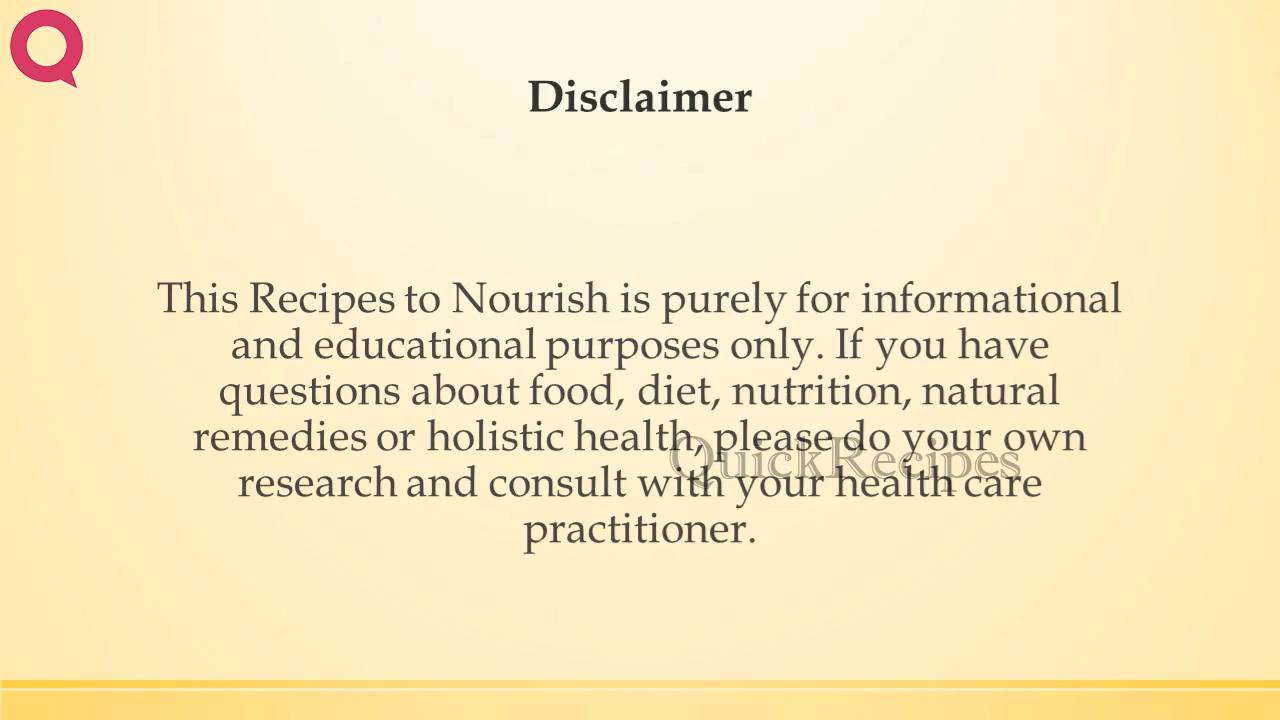 Disclaimer
This Recipes to Nourish is purely for informational
and educational purposes only. If you have
questions about food, diet, nutrition, natural
remedies or holistic health, please do your own
QuickRecipes
research and consult with your health care
practitioner.